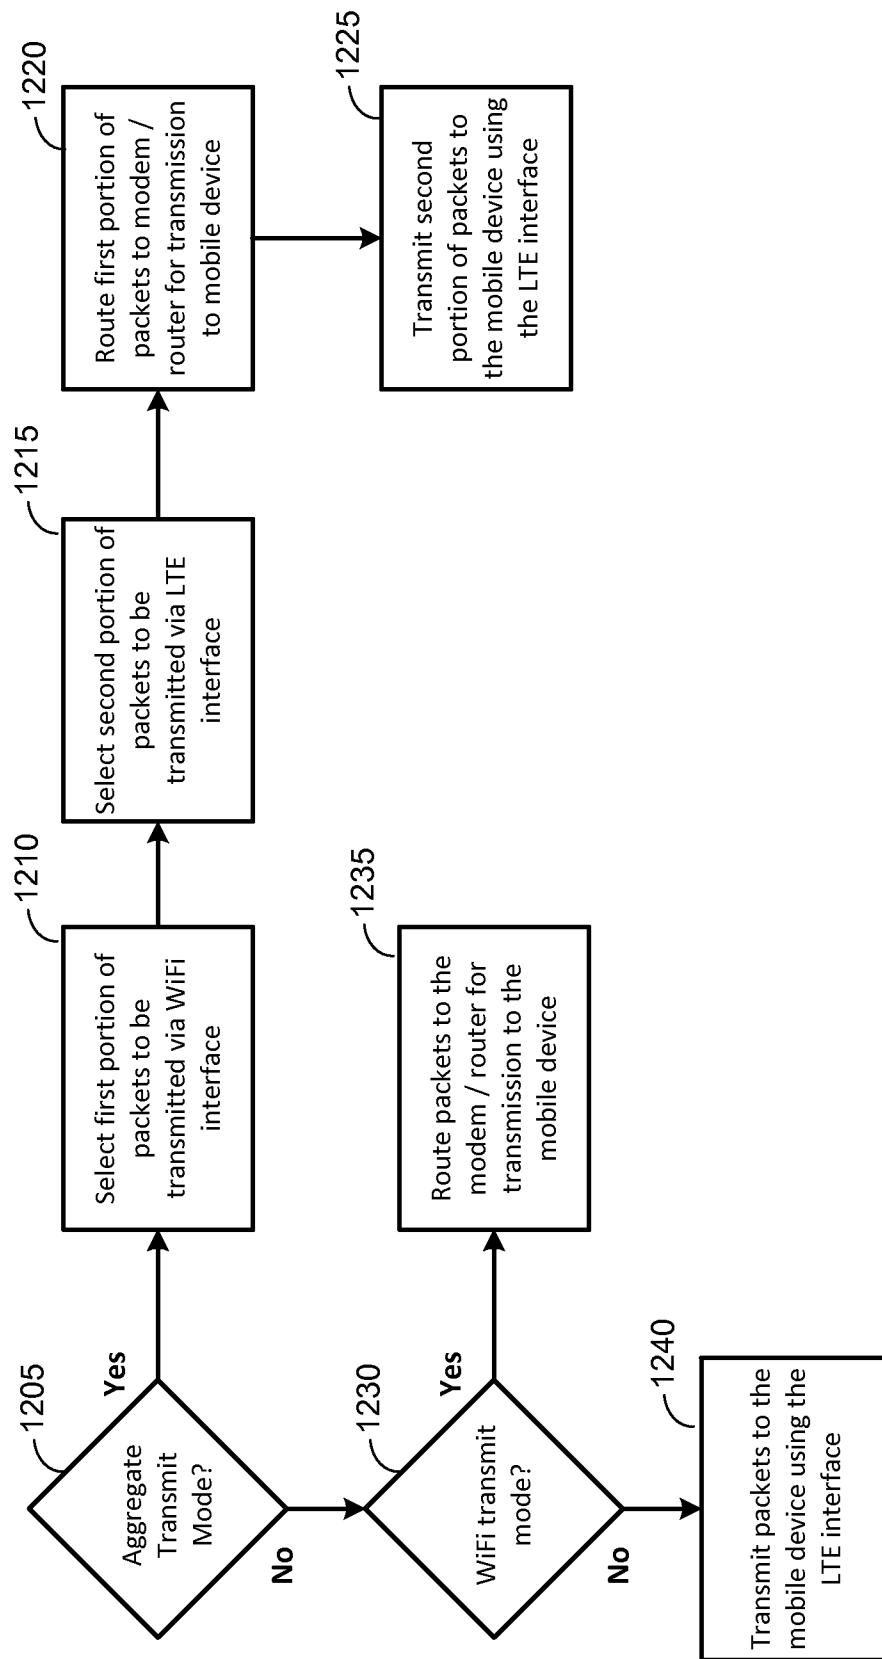 1205
Aggregate
Transmit
Mode?
Yes
No
1210
Select first portion of
packets to be
transmitted via WiFi
interface
1215
Select second portion of
packets to be
transmitted via LTE
interface
1220
Route first portion of
packets to modem /
router for transmission
to mobile device
1225
Transmit second
portion of packets to
the mobile device using
the LTE interface
1230
WiFi transmit
mode?
Yes
No
1235
Route packets to the
modem / router for
transmission to the
mobile device
1240
Transmit packets to the
mobile device using the
LTE interface